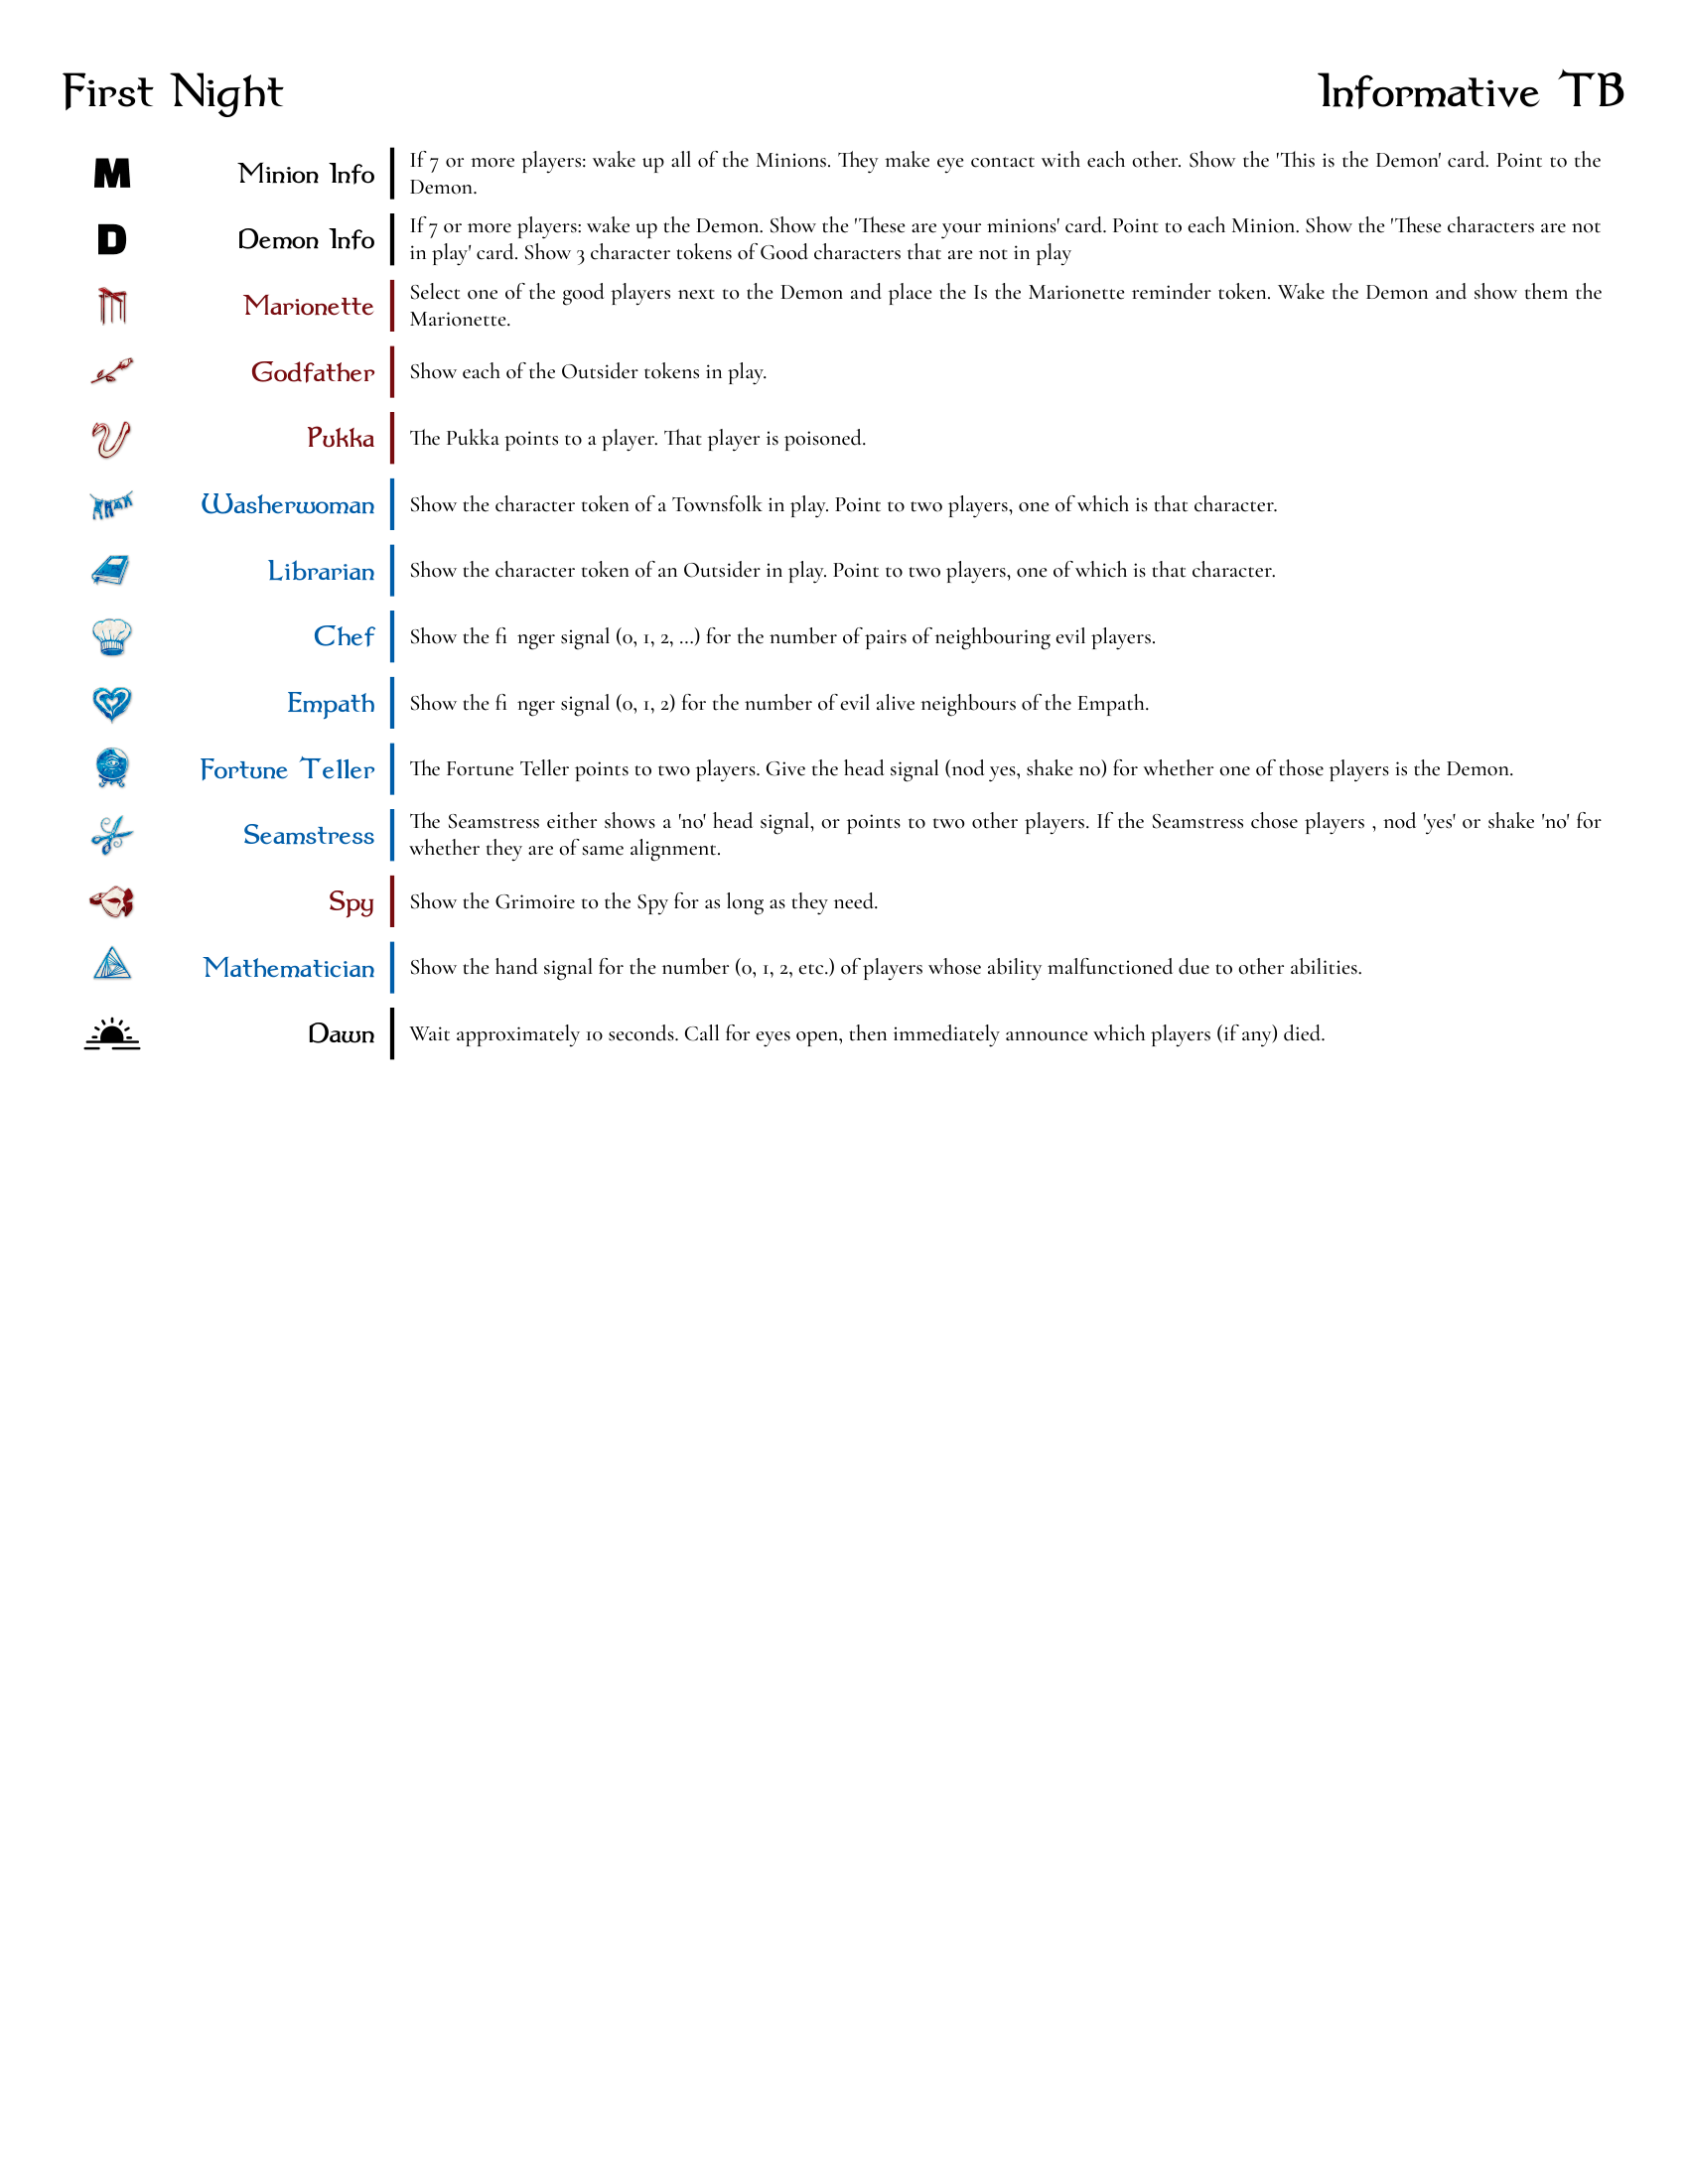 First Night
Informative TB
M
Minion Info
If 7 or more players: wake up all of the Minions. They make eye contact with each other. Show the 'This is the Demon' card. Point to the
Demon.
D
Demon Info
If 7 or more players: wake up the Demon. Show the 'These are your minions' card. Point to each Minion. Show the 'These characters are not
in play' card. Show 3 character tokens of Good characters that are not in play
Marionette
Select one of the good players next to the Demon and place the Is the Marionette reminder token. Wake the Demon and show them the
Marionette.
Godfather
Show each of the Outsider tokens in play.
Pukka
The Pukka points to a player. That player is poisoned.
Washerwoman
Show the character token of a Townsfolk in play. Point to two players, one of which is that character.
Librarian
Show the character token of an Outsider in play. Point to two players, one of which is that character.
Chef
Show the fi nger signal (0, 1, 2, ...) for the number of pairs of neighbouring evil players.
Empath
Show the fi nger signal (0, 1, 2) for the number of evil alive neighbours of the Empath.
Fortune Teller
The Fortune Teller points to two players. Give the head signal (nod yes, shake no) for whether one of those players is the Demon.
Seamstress
The Seamstress either shows a 'no' head signal, or points to two other players. If the Seamstress chose players , nod 'yes' or shake 'no' for
whether they are of same alignment.
Spy
Show the Grimoire to the Spy for as long as they need.
Mathematician
Show the hand signal for the number (0, 1, 2, etc.) of players whose ability malfunctioned due to other abilities.
Dawn
Wait approximately 10 seconds. Call for eyes open, then immediately announce which players (if any) died.